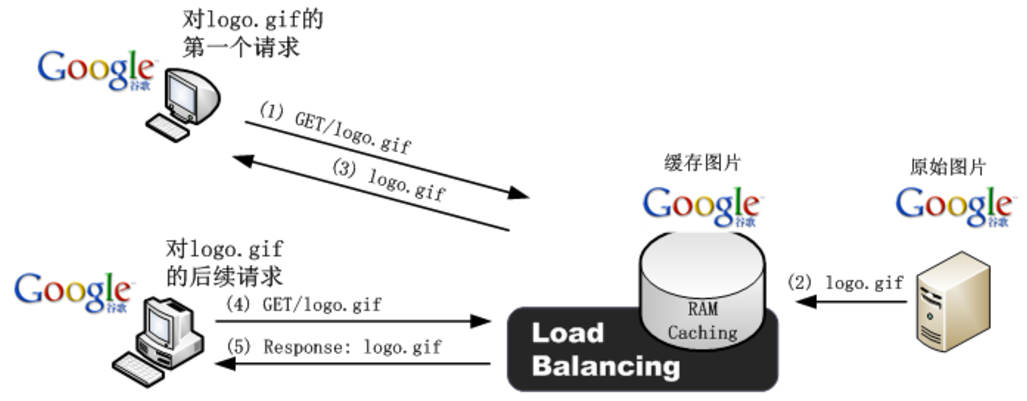 对logo.gif的
第一个请求
Google
谷歌
(1) GET/logo.gif
(3) logo.gif
缓存图片
Google
谷歌
原始图片
Google
谷歌
对logo.gif
的后续请求
Google
谷歌
(4) GET/logo.gif
(5) Response: logo.gif
(2) logo.gif
RAM
Caching
Load
Balancing